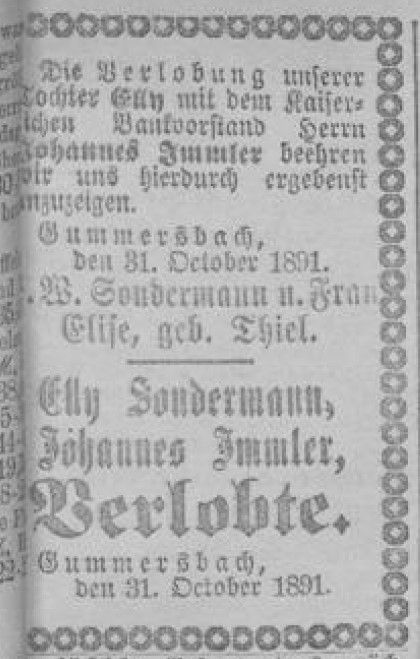 Die Verlobung unserer
Tochter Elly mit dem Kaiser-
lichen Bankvorstand Herrn
Johannes Immler beehren
wir uns hierdurch ergebenst
anzuzeigen.
Gummersbach,
den 31. October 1891.
W. Sondermann u. Frau
Elise, geb. Thiel.
Elly Sondermann,
Johannes Immler,
Verlobte.
Gummersbach,
den 31. October 1891.